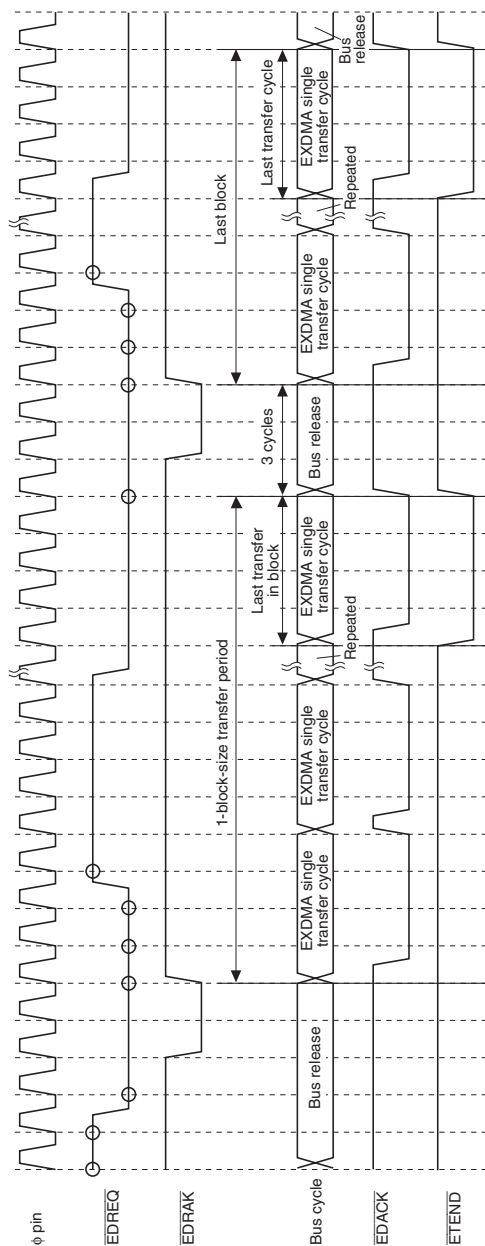 ϕ pin
EDREQ
EDRAK
1-block-size transfer period
Last block
Last transfer
in block
3 cycles
Last transfer cycle
Bus cycle
Bus release
EXDMA single
transfer cycle
EXDMA single
transfer cycle
Repeated
EXDMA single
transfer cycle
Bus release
EXDMA single
transfer cycle
Repeated
EXDMA single
transfer cycle
Bus
release
EDACK
ETEND